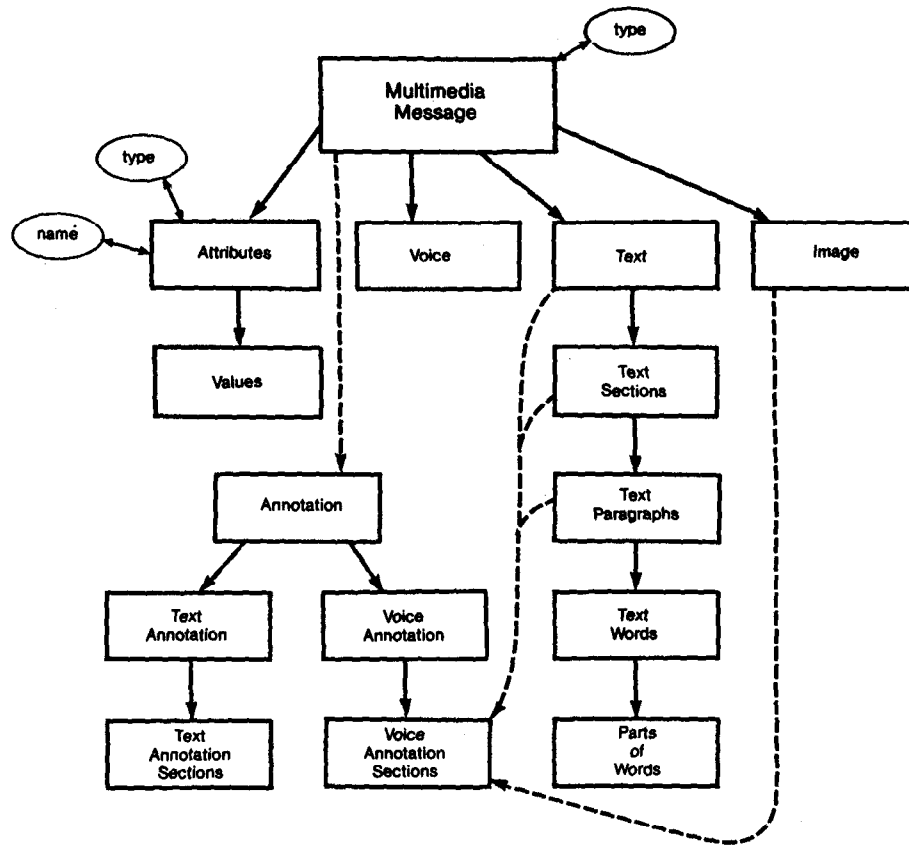 type
Multimedia
Message
type
name
Attributes
Voice
Text
Image
Values
Text
Sections
Annotation
Text
Paragraphs
Text
Annotation
Voice
Annotation
Text
Words
Text
Annotation
Sections
Voice
Annotation
Sections
Parts
of
Words